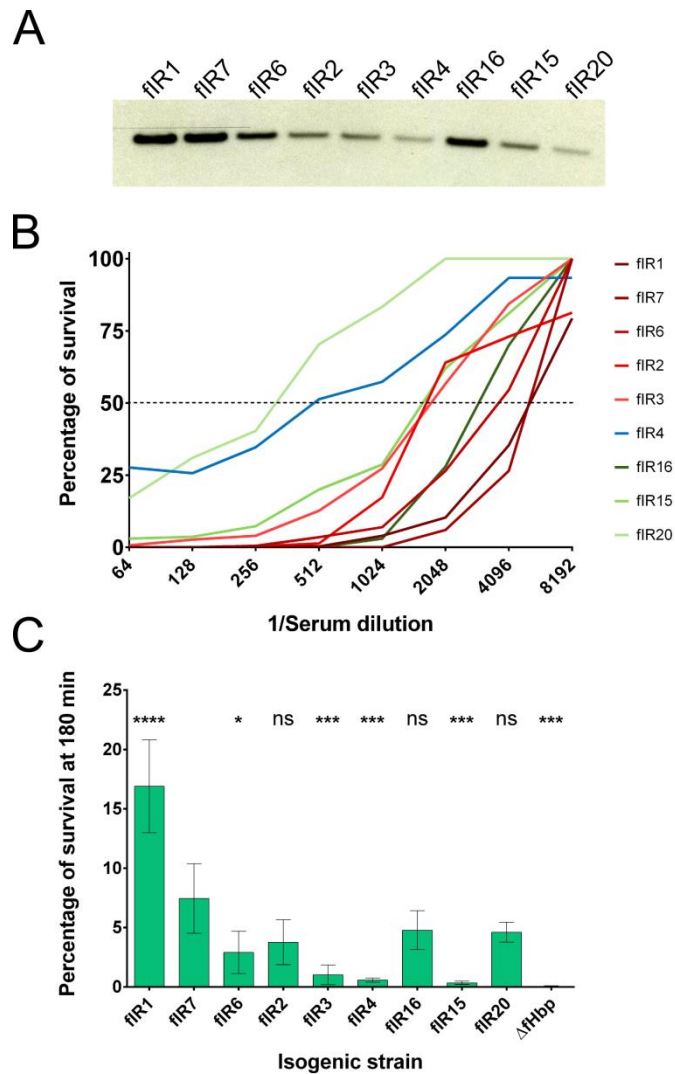 A
fIR1 fIR7 fIR6 fIR2 fIR3 fIR4 fIR16 fIR15 fIR20
B
Percentage of survival
100
75
50
25
0
64 128 256 512 1024 2048 4096 8192
1/Serum dilution
fIR1
fIR7
fIR6
fIR2
fIR3
fIR4
fIR16
fIR15
fIR20
C
Percentage of survival at 180 min
25
20
15
10
5
0
**** * ns *** *** ns *** ns ***
fIR1 fIR7 fIR6 fIR2 fIR3 fIR4 fIR16 fIR15 fIR20 ΔfHbp
Isogenic strain